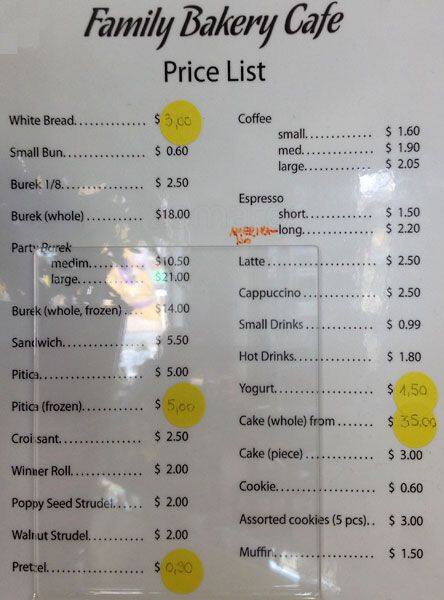 Family Bakery Cafe
Price List
White Bread.............. $ 3,00
Small Bun................. $ 0.60
Burek 1/8.................. $ 2.50
Burek (whole)............ $18.00
Party Burek
medim............ $10.50
large............... $21.00
Burek (whole, frozen).... $14.00
Sandwich................. $ 5.50
Pitica....................... $ 5.00
Pitica (frozen)............ $ 5,00
Croissant.................. $ 2.50
Winner Roll.............. $ 2.00
Poppy Seed Strudel..... $ 2.00
Walnut Strudel........... $ 2.00
Pretzel..................... $ 0,90
Coffee
small............... $ 1.60
med................ $ 1.90
large................ $ 2.05
Espresso
short............... $ 1.50
long................ $ 2.20
Latte......................... $ 2.50
Cappuccino............... $ 2.50
Small Drinks.............. $ 0.99
Hot Drinks................ $ 1.80
Yogurt...................... $ 1,50
Cake (whole) from....... $ 35,00
Cake (piece).............. $ 3.00
Cookie...................... $ 0.60
Assorted cookies (5 pcs).. $ 3.00
Muffin...................... $ 1.50